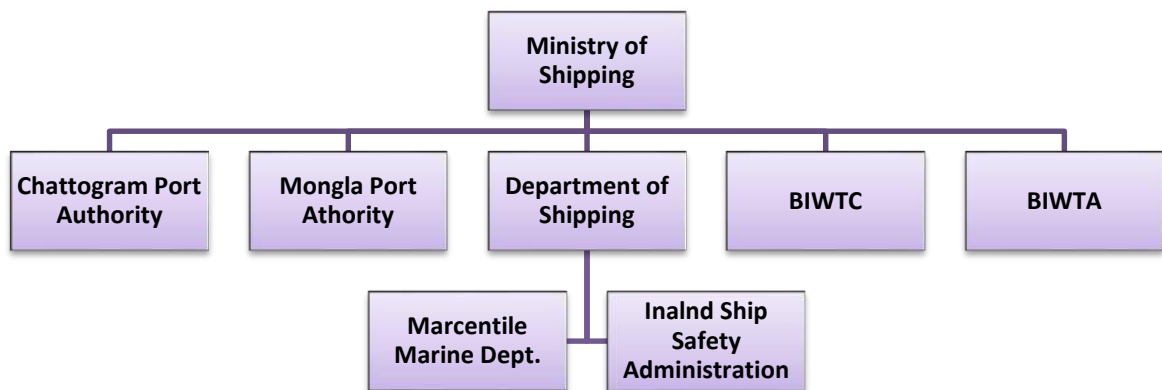 Ministry of
Shipping
Chattogram Port
Authority
Mongla Port
Athority
Department of
Shipping
BIWTC
BIWTA
Marcentile
Marine Dept.
Inalnd Ship
Safety
Administration